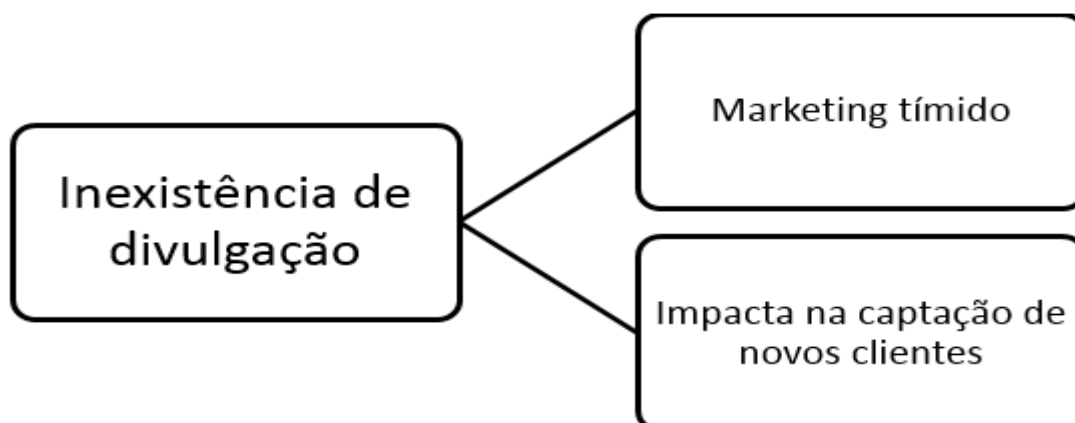 Inexistência de
divulgação
Marketing tímido
Impacta na captação de
novos clientes